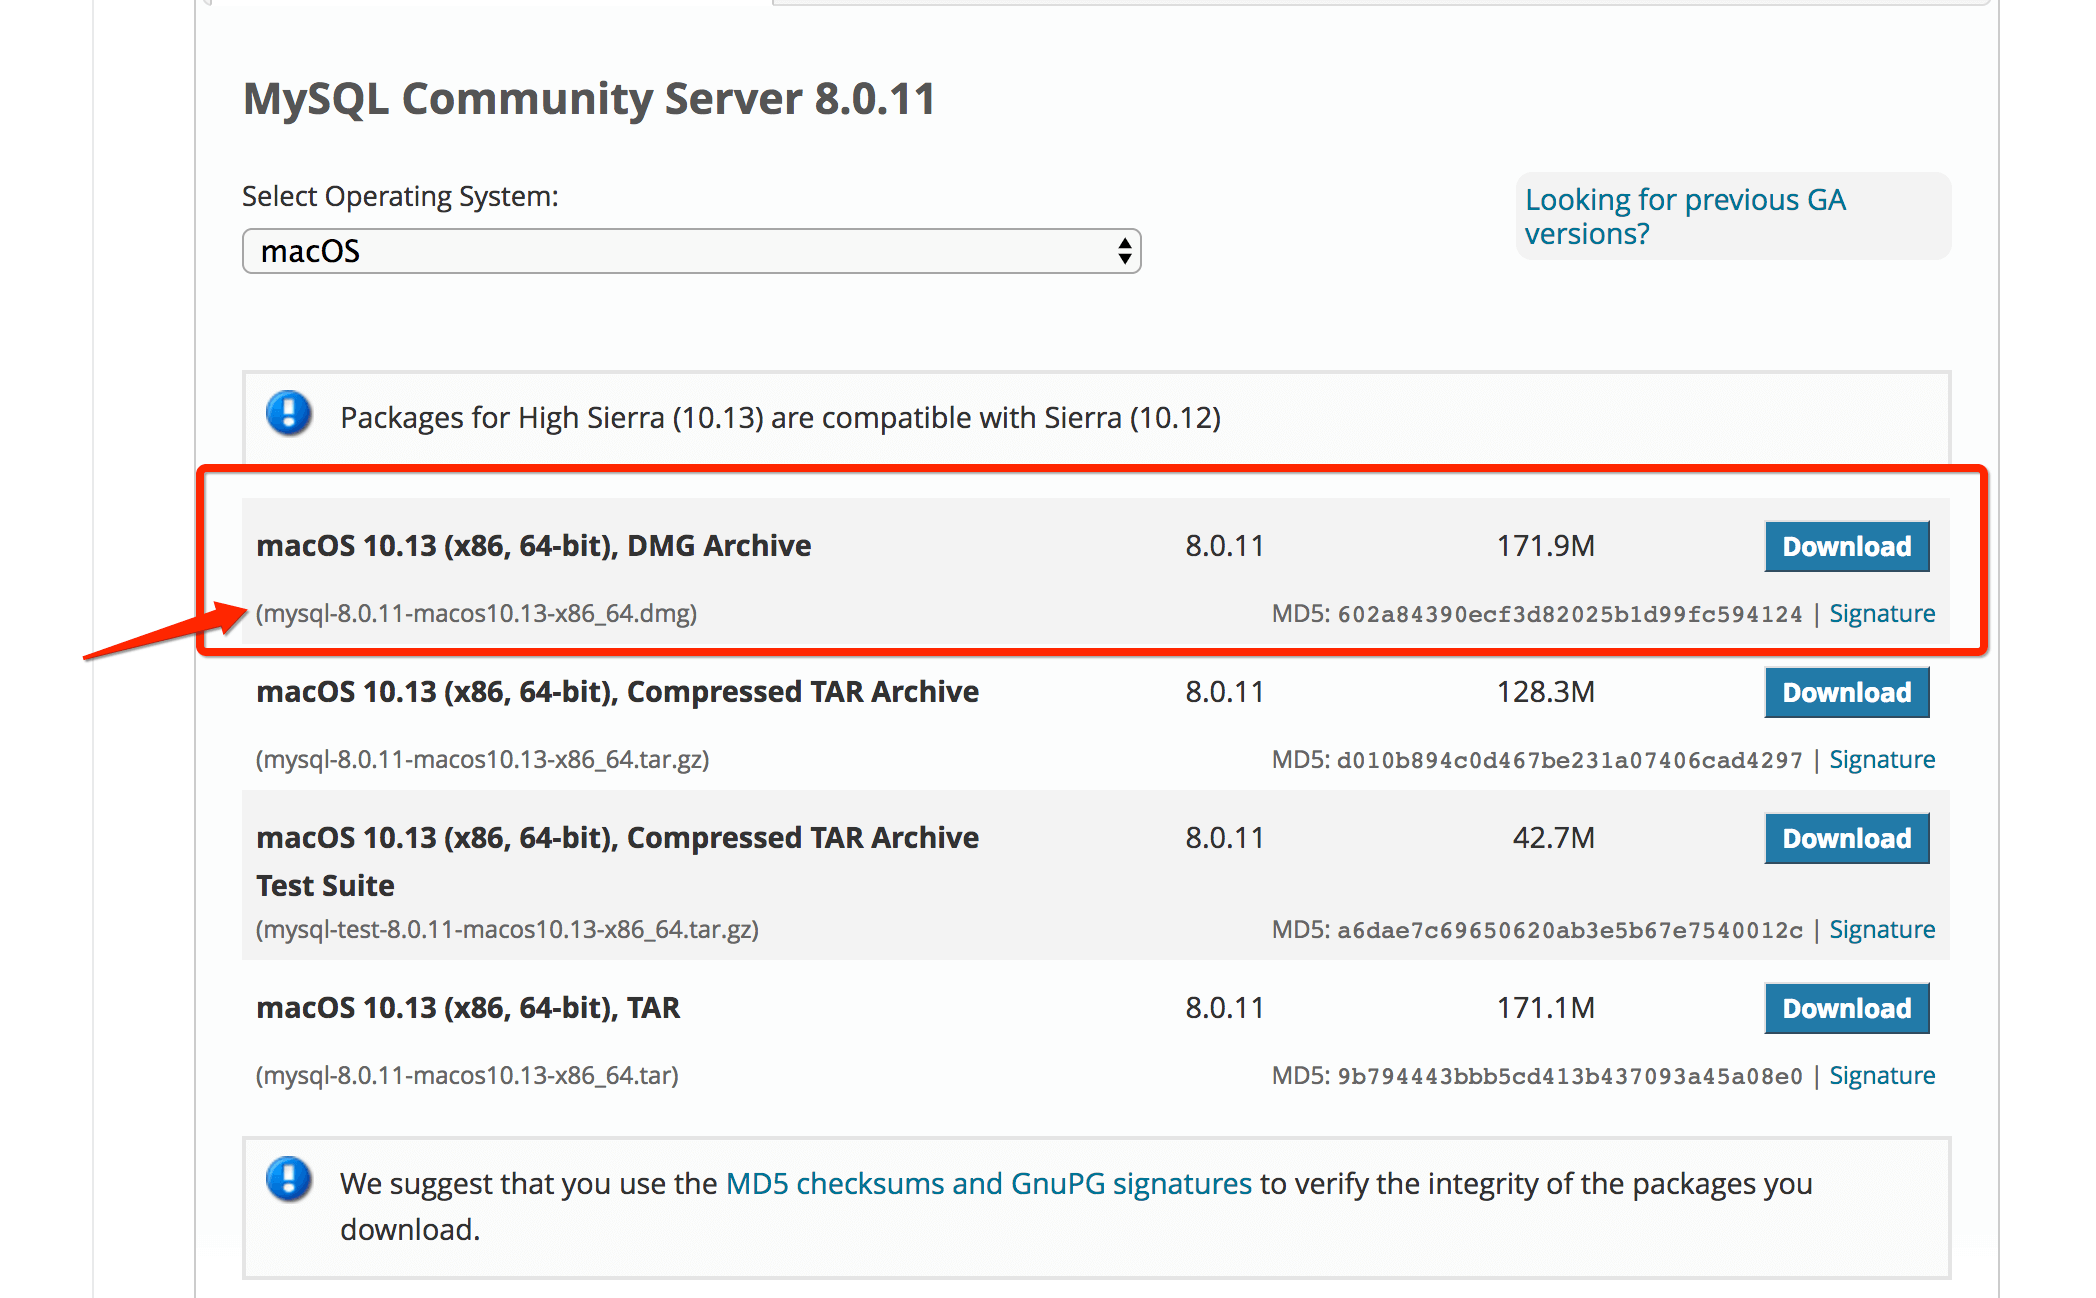 MySQL Community Server 8.0.11
Select Operating System:
macOS
Looking for previous GA
versions?
Packages for High Sierra (10.13) are compatible with Sierra (10.12)
macOS 10.13 (x86, 64-bit), DMG Archive 8.0.11 171.9M Download
(mysql-8.0.11-macos10.13-x86_64.dmg) MD5: 602a84390ecf3d82025b1d99fc594124 | Signature
macOS 10.13 (x86, 64-bit), Compressed TAR Archive 8.0.11 128.3M Download
(mysql-8.0.11-macos10.13-x86_64.tar.gz) MD5: d010b894c0d467be231a07406cad4297 | Signature
macOS 10.13 (x86, 64-bit), Compressed TAR Archive 8.0.11 42.7M Download
Test Suite
(mysql-test-8.0.11-macos10.13-x86_64.tar.gz) MD5: a6dae7c69650620ab3e5b67e7540012c | Signature
macOS 10.13 (x86, 64-bit), TAR 8.0.11 171.1M Download
(mysql-8.0.11-macos10.13-x86_64.tar) MD5: 9b794443bbb5cd413b437093a45a08e0 | Signature
We suggest that you use the MD5 checksums and GnuPG signatures to verify the integrity of the packages you
download.